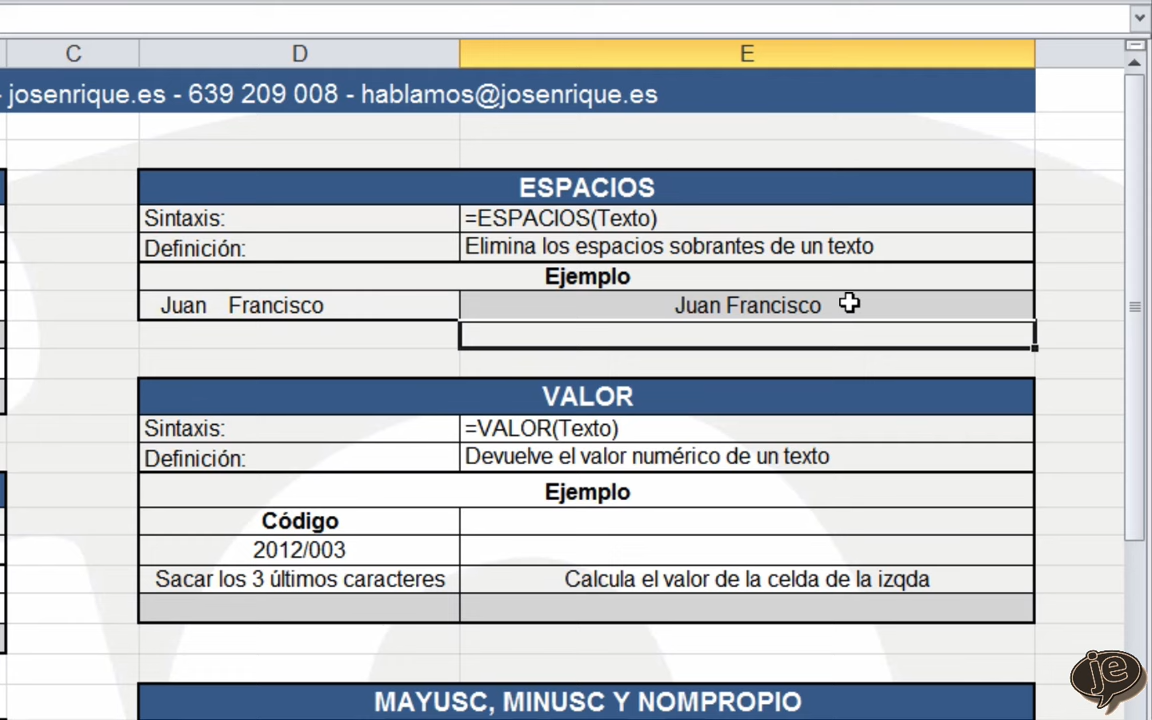 C D E
- josenrique.es - 639 209 008 - hablamos@josenrique.es
ESPACIOS
Sintaxis: =ESPACIOS(Texto)
Definición: Elimina los espacios sobrantes de un texto
Ejemplo
Juan Francisco Juan Francisco
VALOR
Sintaxis: =VALOR(Texto)
Definición: Devuelve el valor numérico de un texto
Ejemplo
Código
2012/003
Sacar los 3 últimos caracteres Calcula el valor de la celda de la izqda
MAYUSC, MINUSC Y NOMPROPIO
je